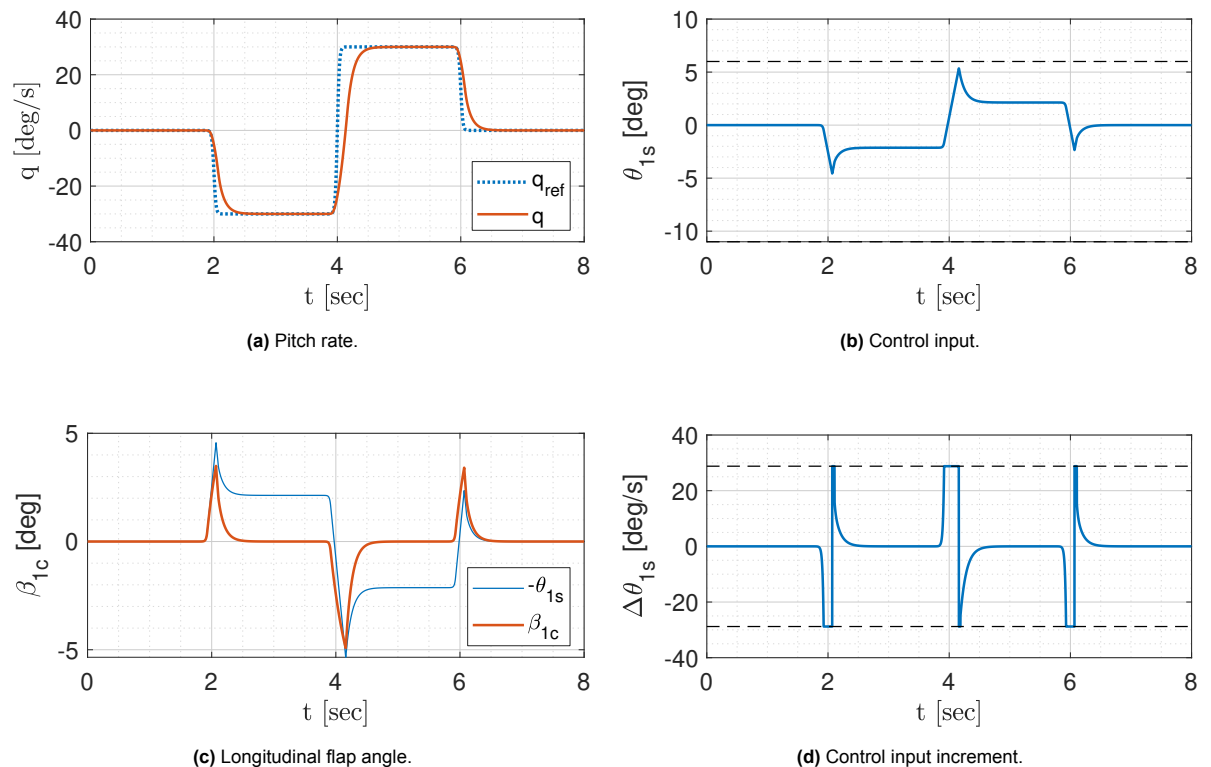 40
20
0
-20
-40
q [deg/s]
0 2 4 6 8
t [sec]
q_ref
q
(a) Pitch rate.
10
5
0
-5
-10
θ_1s [deg]
0 2 4 6 8
t [sec]
(b) Control input.
5
0
-5
β_1c [deg]
0 2 4 6 8
t [sec]
-θ_1s
β_1c
(c) Longitudinal flap angle.
40
20
0
-20
-40
Δθ_1s [deg/s]
0 2 4 6 8
t [sec]
(d) Control input increment.